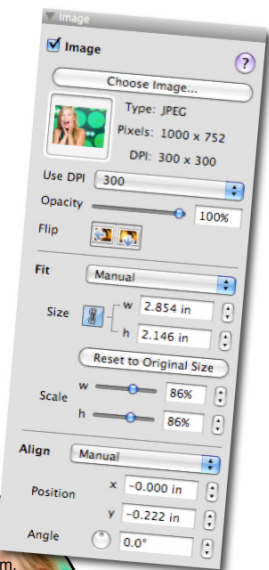 Image
Image
?
Choose Image...
Type: JPEG
Pixels: 1000 x 752
DPI: 300 x 300
Use DPI 300
Opacity 100%
Flip
Fit Manual
Size w 2.854 in
h 2.146 in
Reset to Original Size
Scale w 86%
h 86%
Align Manual
Position x -0.000 in
y -0.222 in
Angle 0.0°
m.